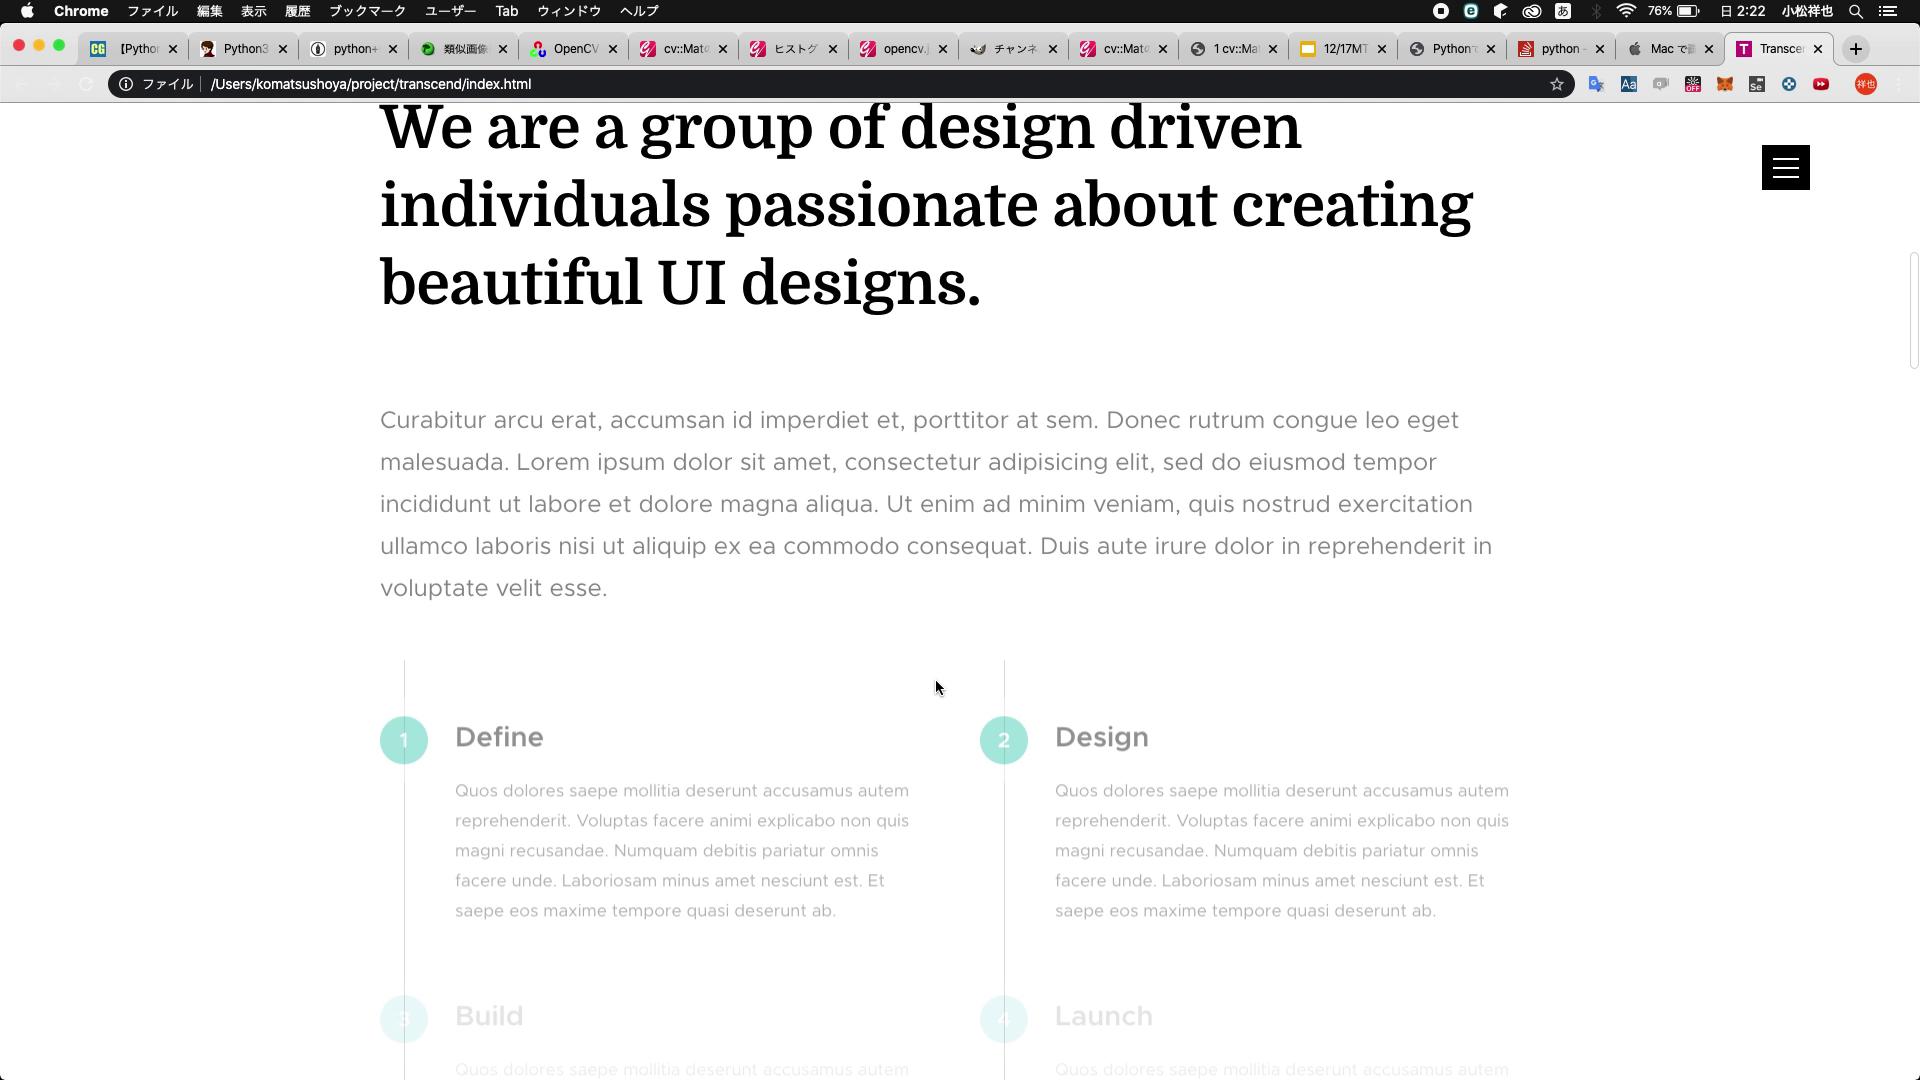 Chrome ファイル 編集 表示 履歴 ブックマーク ユーザー Tab ウィンドウ ヘルプ あ 76% 日 2:22 小松祥也
【Pytho Python3 python+ 類似画像 OpenCV cv::Mat ヒストグ opencv. チャンネ cv::Mat 1 cv::Ma 12/17MT Python python - Mac で Transce
ファイル /Users/komatsushoya/project/transcend/index.html Aa OFF Se 祥也
We are a group of design driven
individuals passionate about creating
beautiful UI designs.
Curabitur arcu erat, accumsan id imperdiet et, porttitor at sem. Donec rutrum congue leo eget
malesuada. Lorem ipsum dolor sit amet, consectetur adipisicing elit, sed do eiusmod tempor
incididunt ut labore et dolore magna aliqua. Ut enim ad minim veniam, quis nostrud exercitation
ullamco laboris nisi ut aliquip ex ea commodo consequat. Duis aute irure dolor in reprehenderit in
voluptate velit esse.
1 Define
Quos dolores saepe mollitia deserunt accusamus autem
reprehenderit. Voluptas facere animi explicabo non quis
magni recusandae. Numquam debitis pariatur omnis
facere unde. Laboriosam minus amet nesciunt est. Et
saepe eos maxime tempore quasi deserunt ab.
2 Design
Quos dolores saepe mollitia deserunt accusamus autem
reprehenderit. Voluptas facere animi explicabo non quis
magni recusandae. Numquam debitis pariatur omnis
facere unde. Laboriosam minus amet nesciunt est. Et
saepe eos maxime tempore quasi deserunt ab.
3 Build
Quos dolores saepe mollitia deserunt accusamus autem
4 Launch
Quos dolores saepe mollitia deserunt accusamus autem